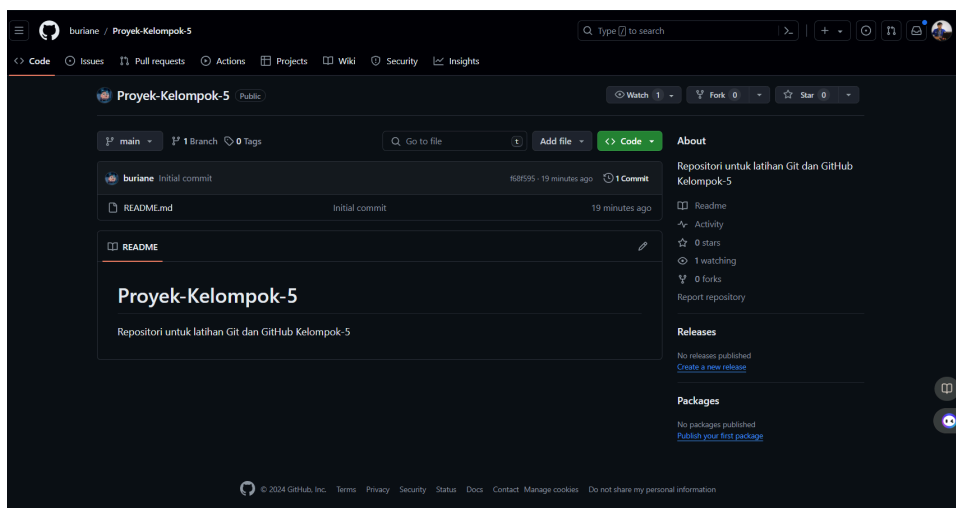 buriane / Proyek-Kelompok-5
Type / to search
Code Issues Pull requests Actions Projects Wiki Security Insights
Proyek-Kelompok-5 Public
Watch 1 Fork 0 Star 0
main 1 Branch 0 Tags Go to file t Add file Code
buriane Initial commit f68f595 · 19 minutes ago 1 Commit
README.md Initial commit 19 minutes ago
README
Proyek-Kelompok-5
Repositori untuk latihan Git dan GitHub Kelompok-5
About
Repositori untuk latihan Git dan GitHub
Kelompok-5
Readme
Activity
0 stars
1 watching
0 forks
Report repository
Releases
No releases published
Create a new release
Packages
No packages published
Publish your first package
© 2024 GitHub, Inc. Terms Privacy Security Status Docs Contact Manage cookies Do not share my personal information